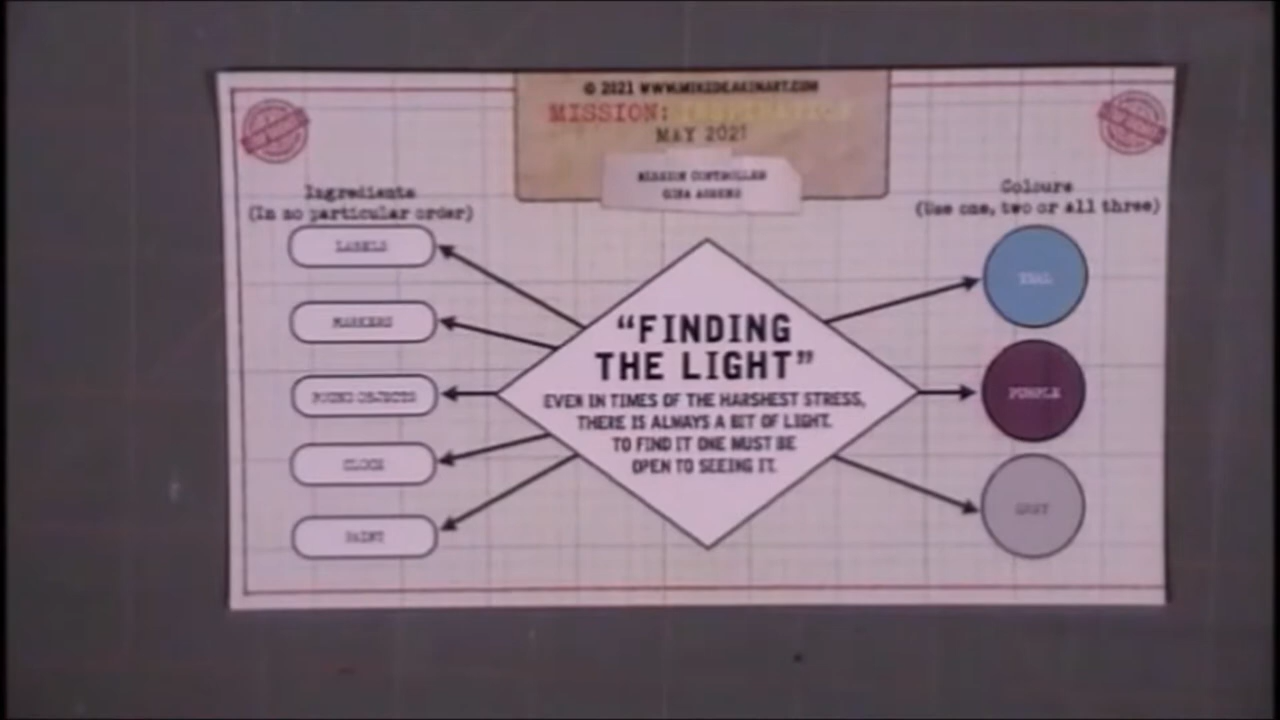 © 2021 WWW.MIKEDEAKINART.COM
MISSION:
MAY 2021
MISSION CONTROLLER
GINA
Ingredients
(In no particular order)
LABELS
MARKERS
ROUND OBJECTS
CLOCK
PAINT
"FINDING
THE LIGHT"
EVEN IN TIMES OF THE HARSHEST STRESS,
THERE IS ALWAYS A BIT OF LIGHT.
TO FIND IT ONE MUST BE
OPEN TO SEEING IT.
Colours
(Use one, two or all three)
TEAL
PURPLE
GREY